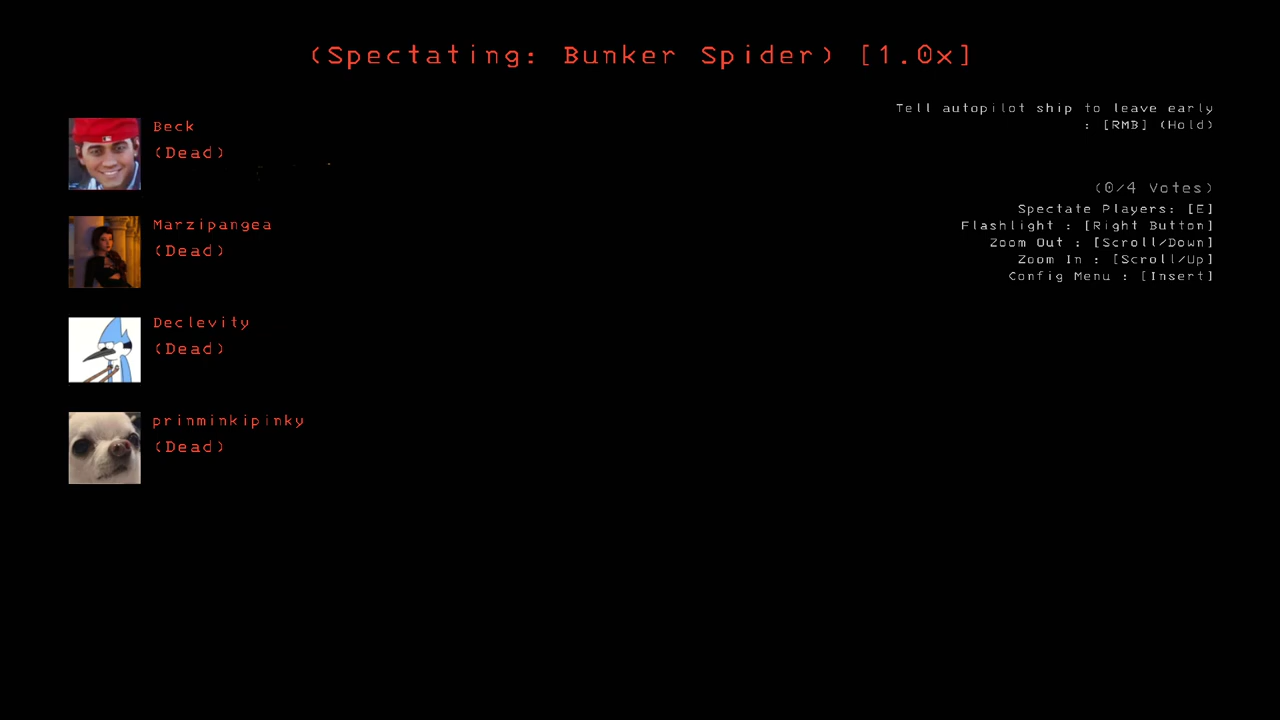 (Spectating: Bunker Spider) [1.0x]
Beck
(Dead)
Marzipangea
(Dead)
Declevity
(Dead)
prinminkipinky
(Dead)
Tell autopilot ship to leave early
: [RMB] (Hold)
(0/4 Votes)
Spectate Players: [E]
Flashlight : [Right Button]
Zoom Out : [Scroll/Down]
Zoom In : [Scroll/Up]
Config Menu : [Insert]